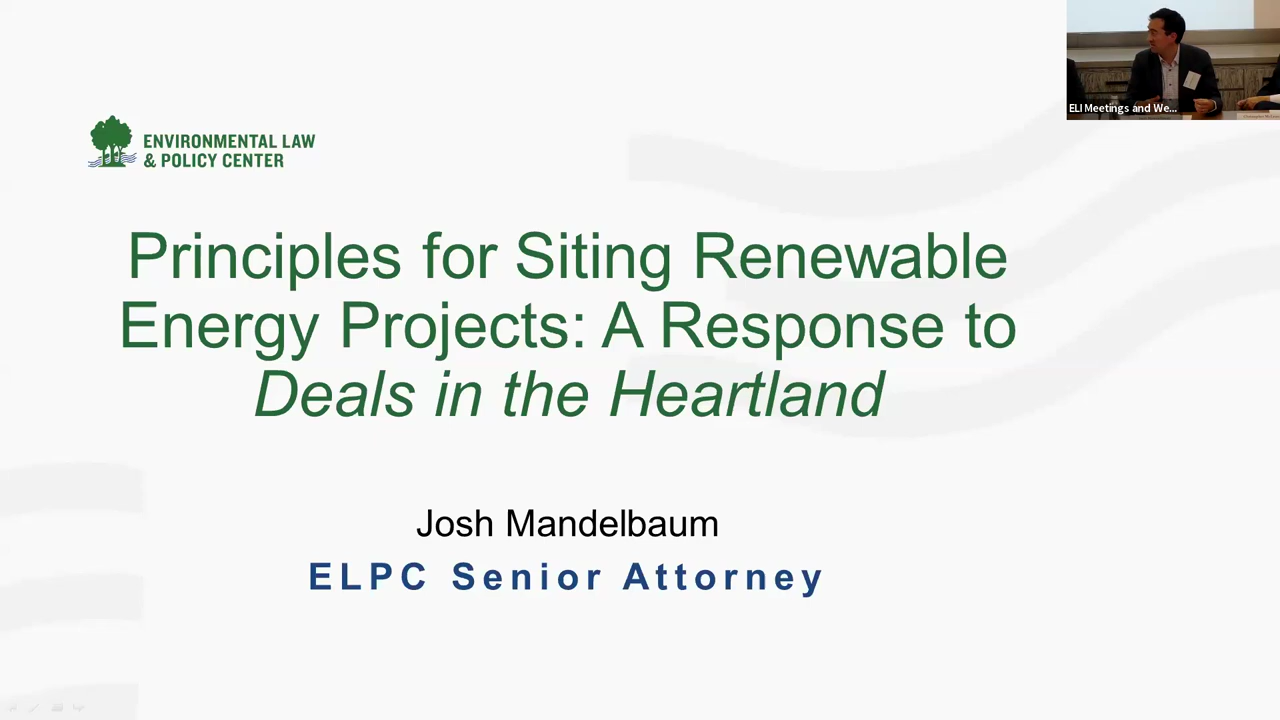 ELI Meetings and We...
ENVIRONMENTAL LAW
& POLICY CENTER
Principles for Siting Renewable
Energy Projects: A Response to
Deals in the Heartland
Josh Mandelbaum
ELPC Senior Attorney